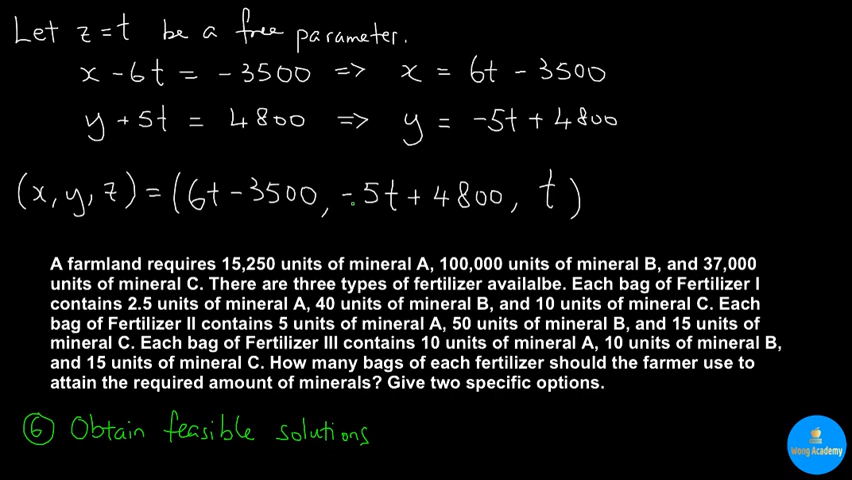 Let z=t be a free parameter.
x - 6t = -3500 => x = 6t - 3500
y + 5t = 4800 => y = -5t + 4800
(x, y, z) = (6t - 3500, -5t + 4800, t)
A farmland requires 15,250 units of mineral A, 100,000 units of mineral B, and 37,000
units of mineral C. There are three types of fertilizer availalbe. Each bag of Fertilizer I
contains 2.5 units of mineral A, 40 units of mineral B, and 10 units of mineral C. Each
bag of Fertilizer II contains 5 units of mineral A, 50 units of mineral B, and 15 units of
mineral C. Each bag of Fertilizer III contains 10 units of mineral A, 10 units of mineral B,
and 15 units of mineral C. How many bags of each fertilizer should the farmer use to
attain the required amount of minerals? Give two specific options.
⑥ Obtain feasible solutions
Wong Academy